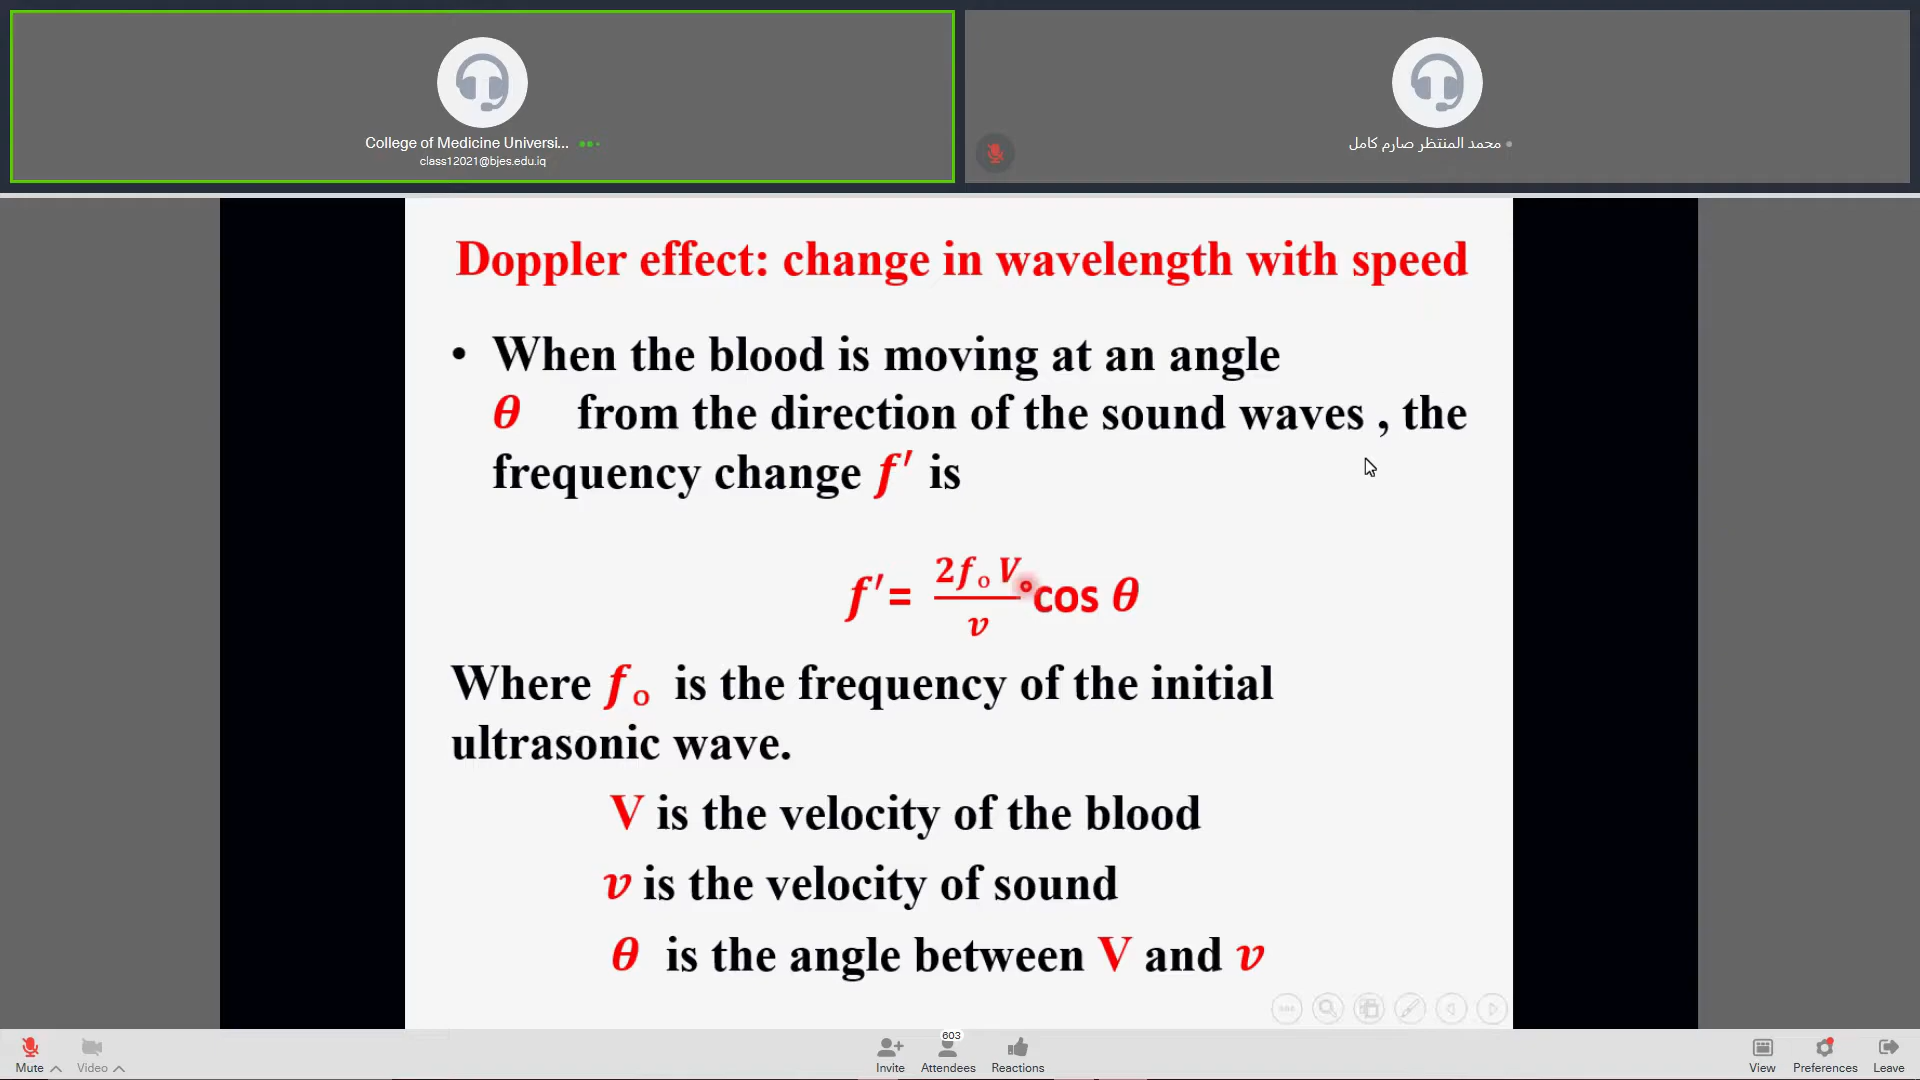 College of Medicine Universi...
class12021@bjes.edu.iq
محمد المنتظر صارم كامل
Doppler effect: change in wavelength with speed
• When the blood is moving at an angle
θ from the direction of the sound waves , the
frequency change f′ is
f′= 2fₒ V / v cos θ
Where fₒ is the frequency of the initial
ultrasonic wave.
V is the velocity of the blood
v is the velocity of sound
θ is the angle between V and v
603
Mute Video Invite Attendees Reactions View Preferences Leave